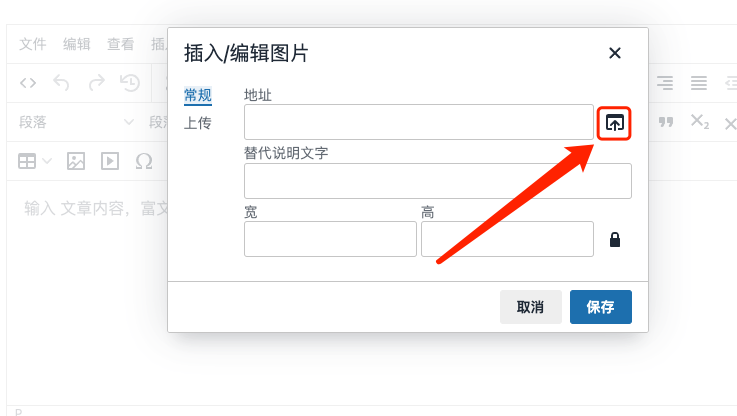 文件 编辑 查看 插
插入/编辑图片
常规
地址
上传
替代说明文字
宽 高
取消 保存
段落 段
输入 文章内容，富文
P